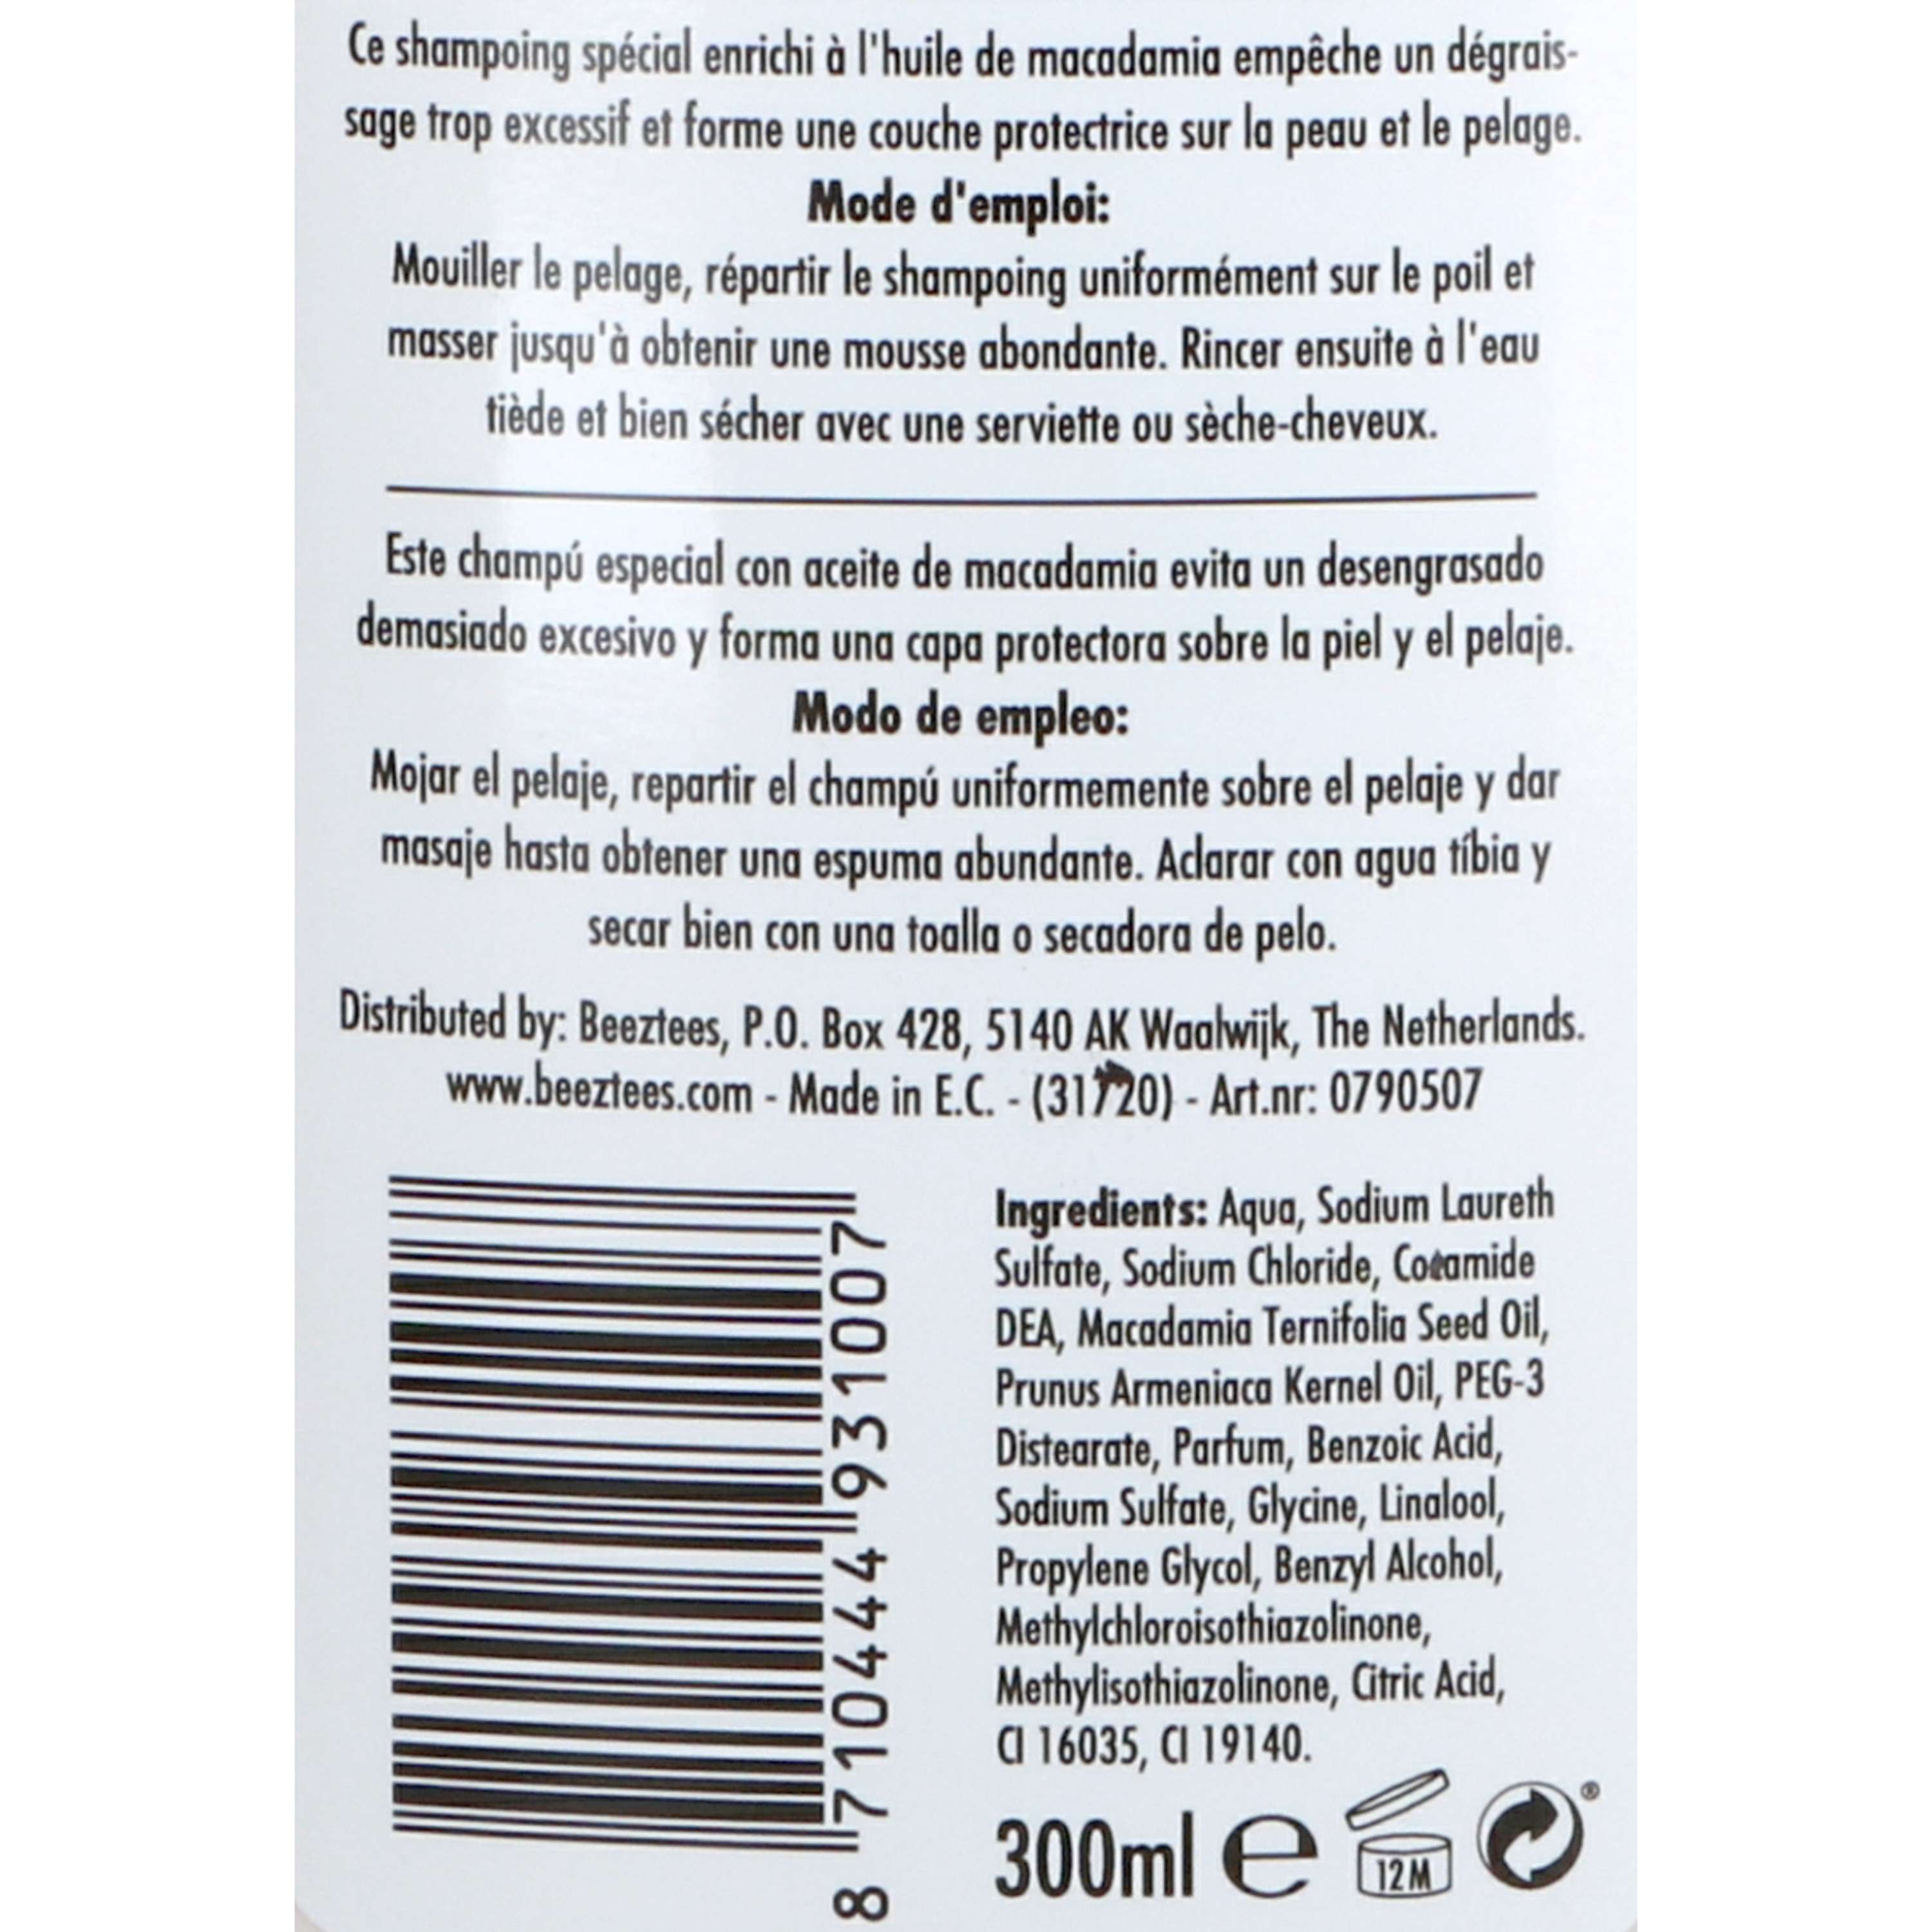 Ce shampoing spécial enrichi à l'huile de macadamia empêche un dégrais-
sage trop excessif et forme une couche protectrice sur la peau et le pelage.
Mode d'emploi:
Mouiller le pelage, répartir le shampoing uniformément sur le poil et
masser jusqu'à obtenir une mousse abondante. Rincer ensuite à l'eau
tiède et bien sécher avec une serviette ou sèche-cheveux.
Este champú especial con aceite de macadamia evita un desengrasado
demasiado excesivo y forma una capa protectora sobre la piel y el pelaje.
Modo de empleo:
Mojar el pelaje, repartir el champú uniformemente sobre el pelaje y dar
masaje hasta obtener una espuma abundante. Aclarar con agua tíbia y
secar bien con una toalla o secadora de pelo.
Distributed by: Beeztees, P.O. Box 428, 5140 AK Waalwijk, The Netherlands.
www.beeztees.com - Made in E.C. - (31720) - Art.nr: 0790507
8 710444 931007
Ingredients: Aqua, Sodium Laureth
Sulfate, Sodium Chloride, Cocamide
DEA, Macadamia Ternifolia Seed Oil,
Prunus Armeniaca Kernel Oil, PEG-3
Distearate, Parfum, Benzoic Acid,
Sodium Sulfate, Glycine, Linalool,
Propylene Glycol, Benzyl Alcohol,
Methylchloroisothiazolinone,
Methylisothiazolinone, Citric Acid,
CI 16035, CI 19140.
300ml e 12M ®